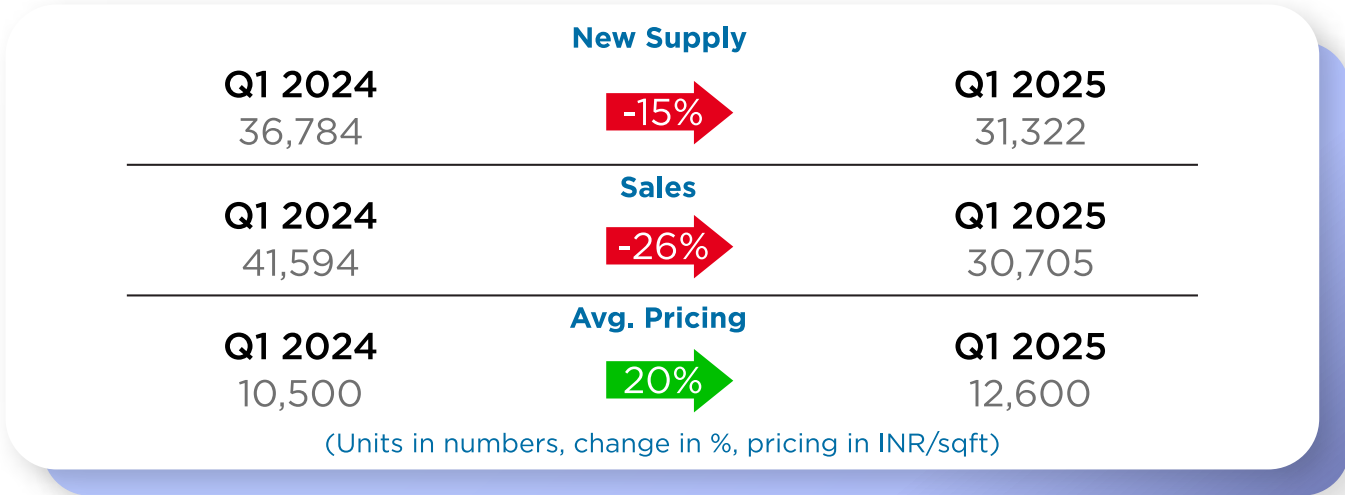 New Supply
Q1 2024
36,784
-15%
Q1 2025
31,322
Sales
Q1 2024
41,594
-26%
Q1 2025
30,705
Avg. Pricing
Q1 2024
10,500
20%
Q1 2025
12,600
(Units in numbers, change in %, pricing in INR/sqft)